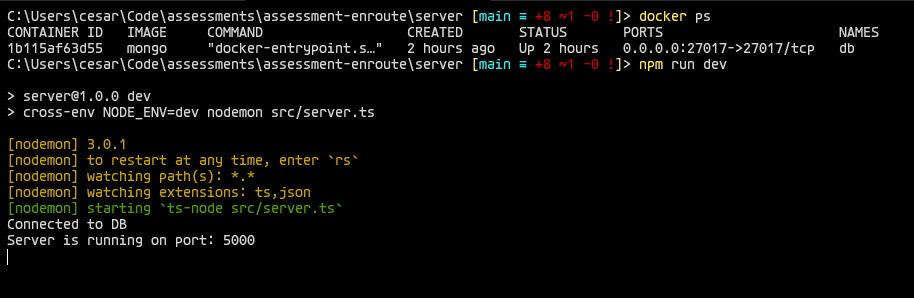 C:\Users\cesar\Code\assessments\assessment-enroute\server [main ≡ +8 ~1 -0 !]> docker ps
CONTAINER ID   IMAGE     COMMAND                  CREATED       STATUS       PORTS                      NAMES
1b115af63d55   mongo     "docker-entrypoint.s…"   2 hours ago   Up 2 hours   0.0.0.0:27017->27017/tcp   db
C:\Users\cesar\Code\assessments\assessment-enroute\server [main ≡ +8 ~1 -0 !]> npm run dev
> server@1.0.0 dev
> cross-env NODE_ENV=dev nodemon src/server.ts
[nodemon] 3.0.1
[nodemon] to restart at any time, enter `rs`
[nodemon] watching path(s): *.*
[nodemon] watching extensions: ts,json
[nodemon] starting `ts-node src/server.ts`
Connected to DB
Server is running on port: 5000